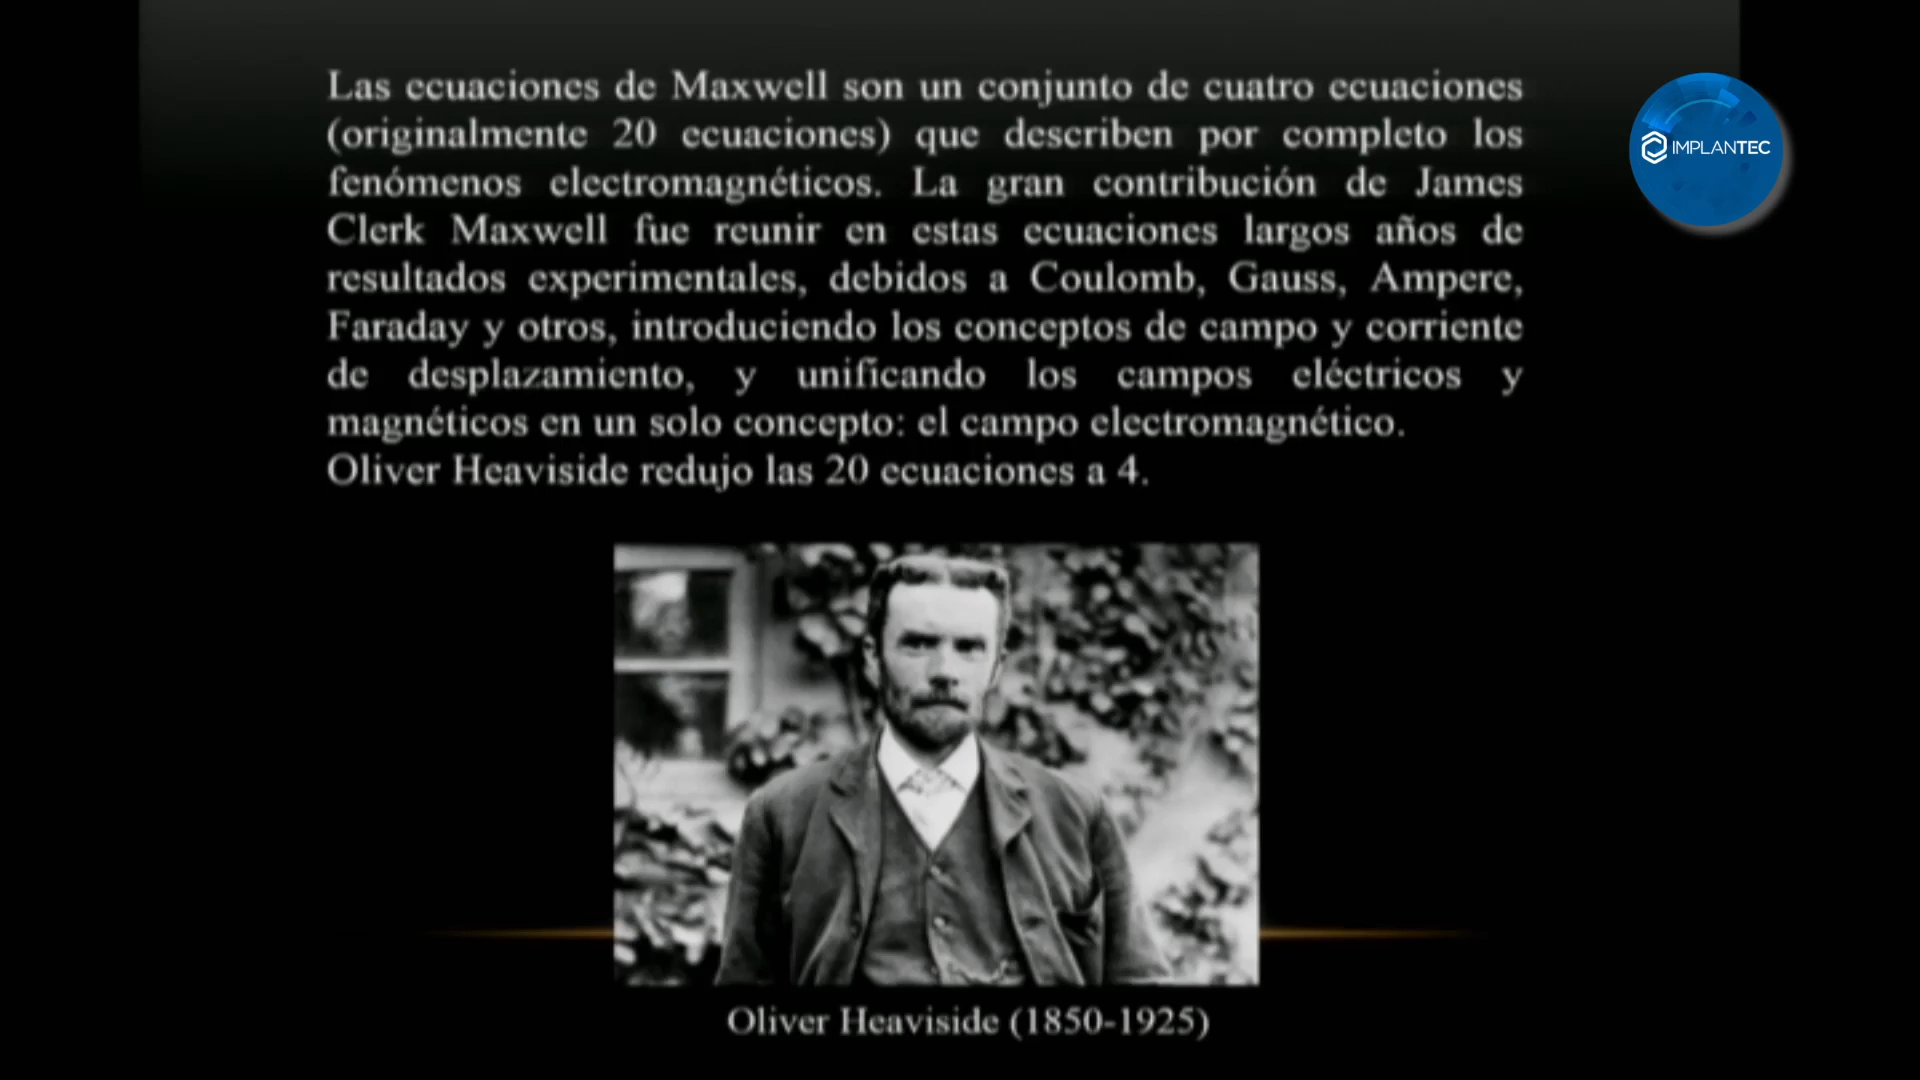 Las ecuaciones de Maxwell son un conjunto de cuatro ecuaciones
(originalmente 20 ecuaciones) que describen por completo los
fenómenos electromagnéticos. La gran contribución de James
Clerk Maxwell fue reunir en estas ecuaciones largos años de
resultados experimentales, debidos a Coulomb, Gauss, Ampere,
Faraday y otros, introduciendo los conceptos de campo y corriente
de desplazamiento, y unificando los campos eléctricos y
magnéticos en un solo concepto: el campo electromagnético.
Oliver Heaviside redujo las 20 ecuaciones a 4.
IMPLANTEC
Oliver Heaviside (1850-1925)